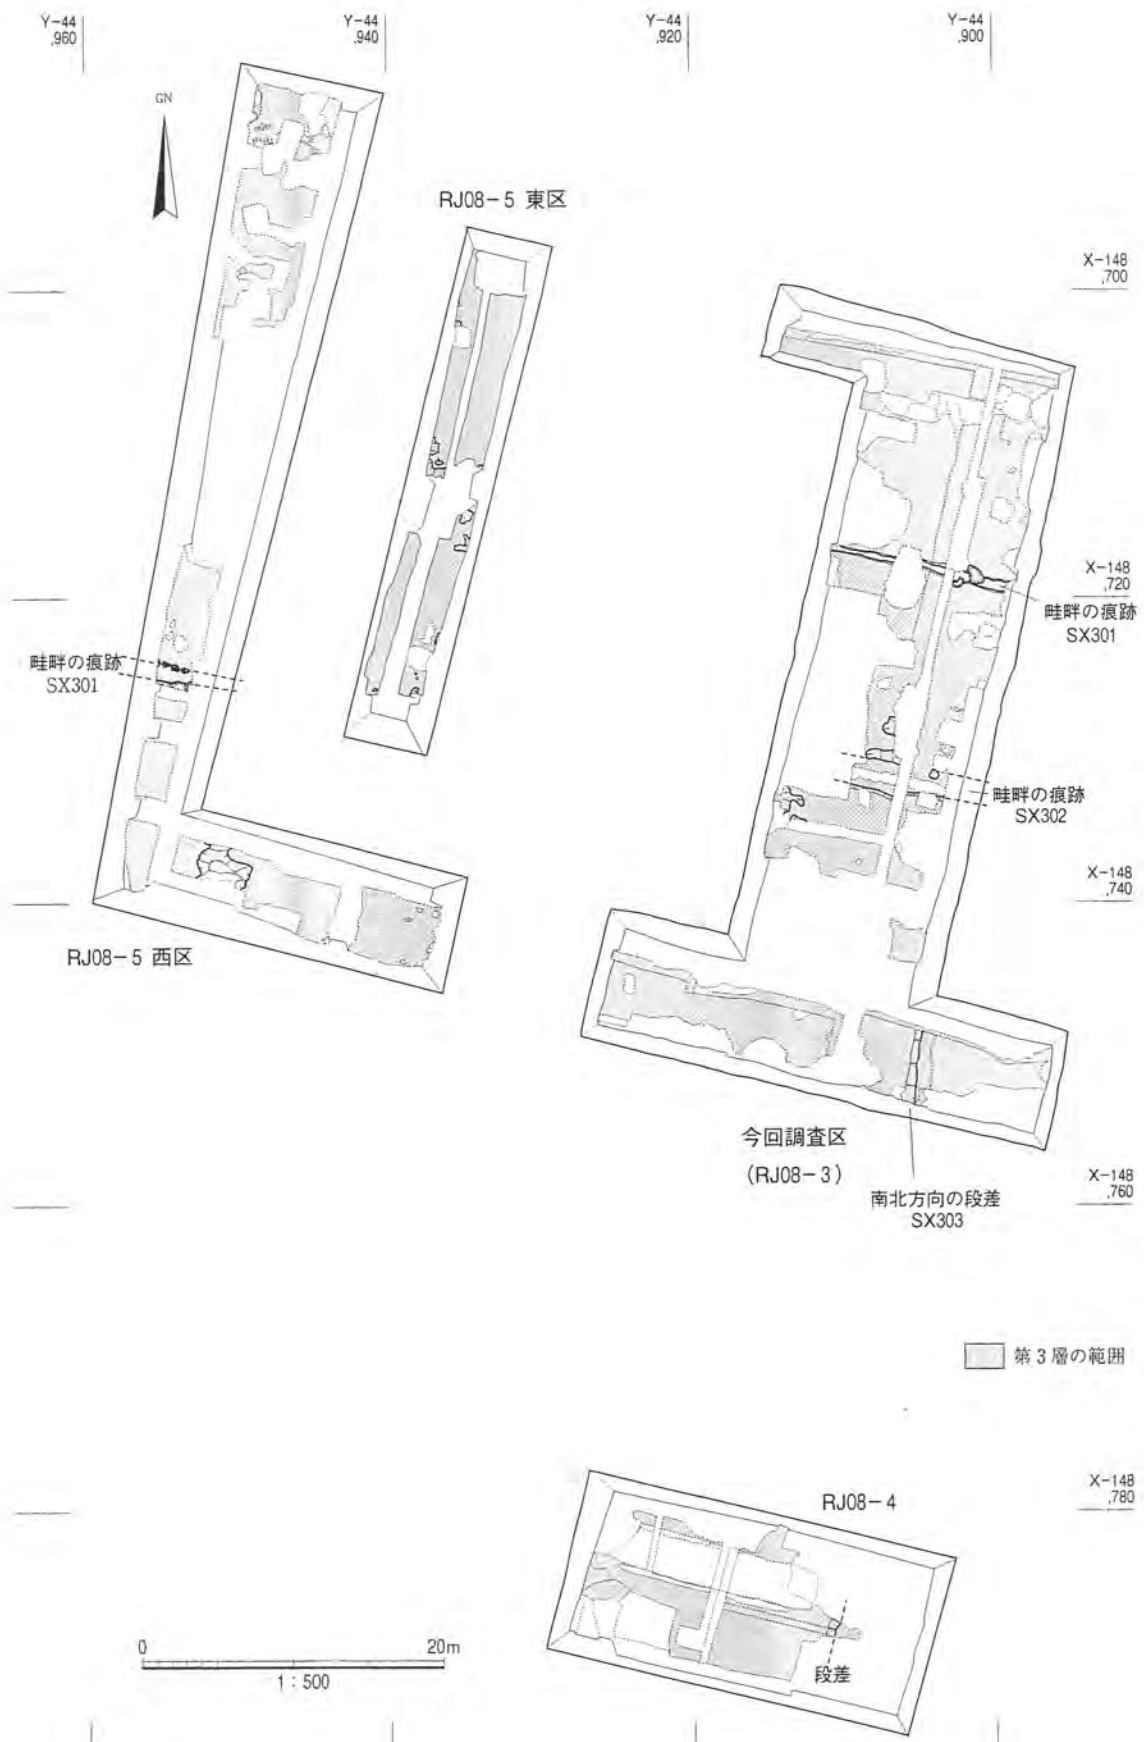 Y-44
,960
Y-44
,940
Y-44
,920
Y-44
,900
GN
RJ08-5 東区
X-148
,700
X-148
,720
畦畔の痕跡
SX301
畦畔の痕跡
SX301
畦畔の痕跡
SX302
X-148
,740
RJ08-5 西区
今回調査区
(RJ08-3)
X-148
,760
南北方向の段差
SX303
第3層の範囲
X-148
,780
RJ08-4
段差
0 20m
1:500